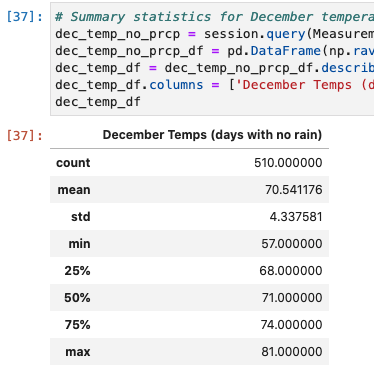 [37]: # Summary statistics for December tempera
dec_temp_no_prcp = session.query(Measurem
dec_temp_no_prcp_df = pd.DataFrame(np.rav
dec_temp_df = dec_temp_no_prcp_df.describ
dec_temp_df.columns = ['December Temps (d
dec_temp_df
[37]: December Temps (days with no rain)
count 510.000000
mean 70.541176
std 4.337581
min 57.000000
25% 68.000000
50% 71.000000
75% 74.000000
max 81.000000